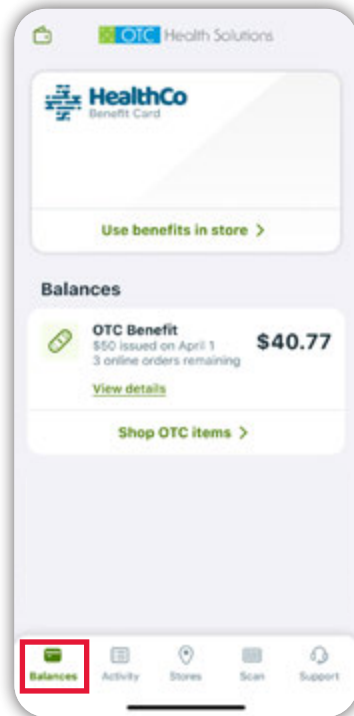 OTC Health Solutions
HealthCo
Benefit Card
Use benefits in store >
Balances
OTC Benefit
$50 issued on April 1
$40.77
3 online orders remaining
View details
Shop OTC items >
Balances
Activity
Stores
Scan
Support